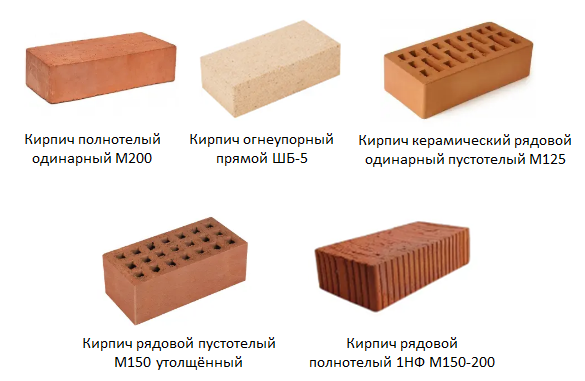 Кирпич полнотелый
одинарный М200
Кирпич огнеупорный
прямой ШБ-5
Кирпич керамический рядовой
одинарный пустотелый М125
Кирпич рядовой пустотелый
М150 утолщённый
Кирпич рядовой
полнотелый 1НФ М150-200